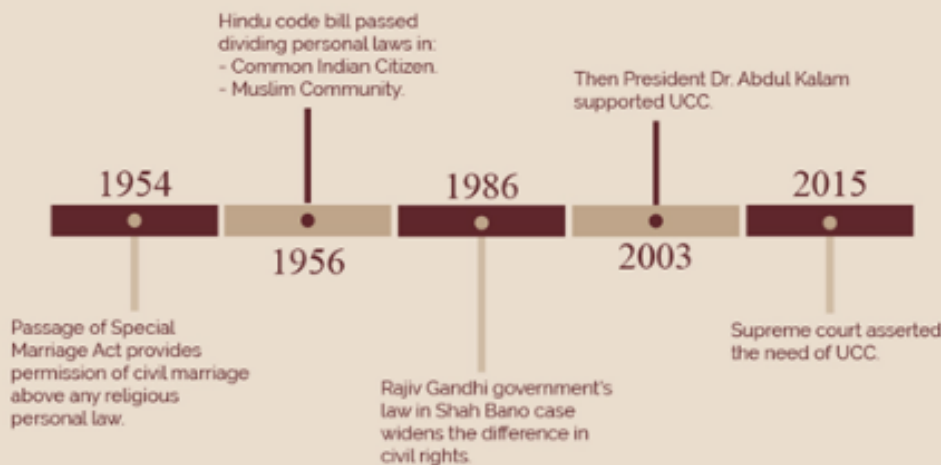 Hindu code bill passed
dividing personal laws in:
- Common Indian Citizen.
- Muslim Community.
Then President Dr. Abdul Kalam
supported UCC.
1954
1986
2015
1956
2003
Passage of Special
Marriage Act provides
permission of civil marriage
above any religious
personal law.
Rajiv Gandhi government's
law in Shah Bano case
widens the difference in
civil rights.
Supreme court asserted
the need of UCC.